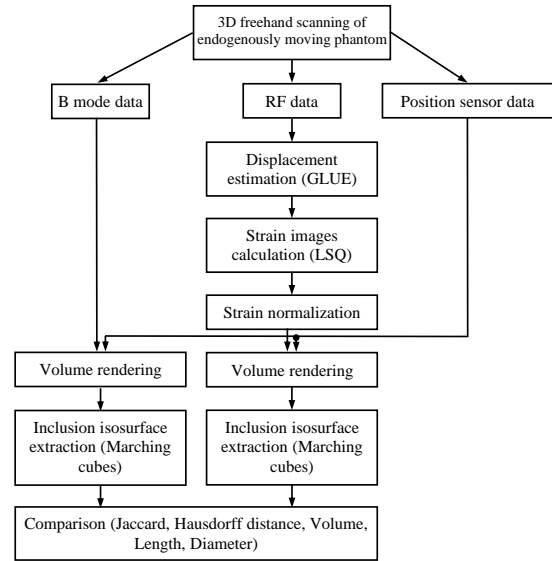 3D freehand scanning of
endogenously moving phantom
B mode data
RF data
Position sensor data
Displacement
estimation (GLUE)
Strain images
calculation (LSQ)
Strain normalization
Volume rendering
Volume rendering
Inclusion isosurface
extraction (Marching
cubes)
Inclusion isosurface
extraction (Marching
cubes)
Comparison (Jaccard, Hausdorff distance, Volume,
Length, Diameter)